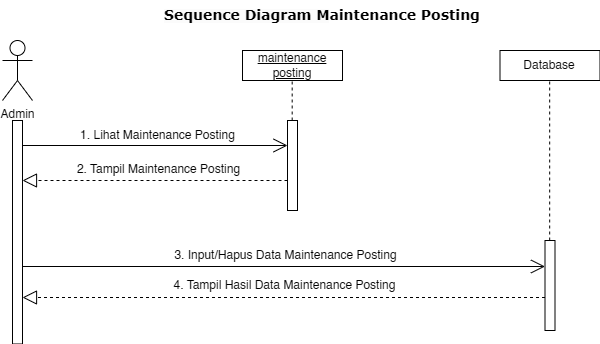 Sequence Diagram Maintenance Posting
maintenance
posting
Database
Admin
1. Lihat Maintenance Posting
2. Tampil Maintenance Posting
3. Input/Hapus Data Maintenance Posting
4. Tampil Hasil Data Maintenance Posting